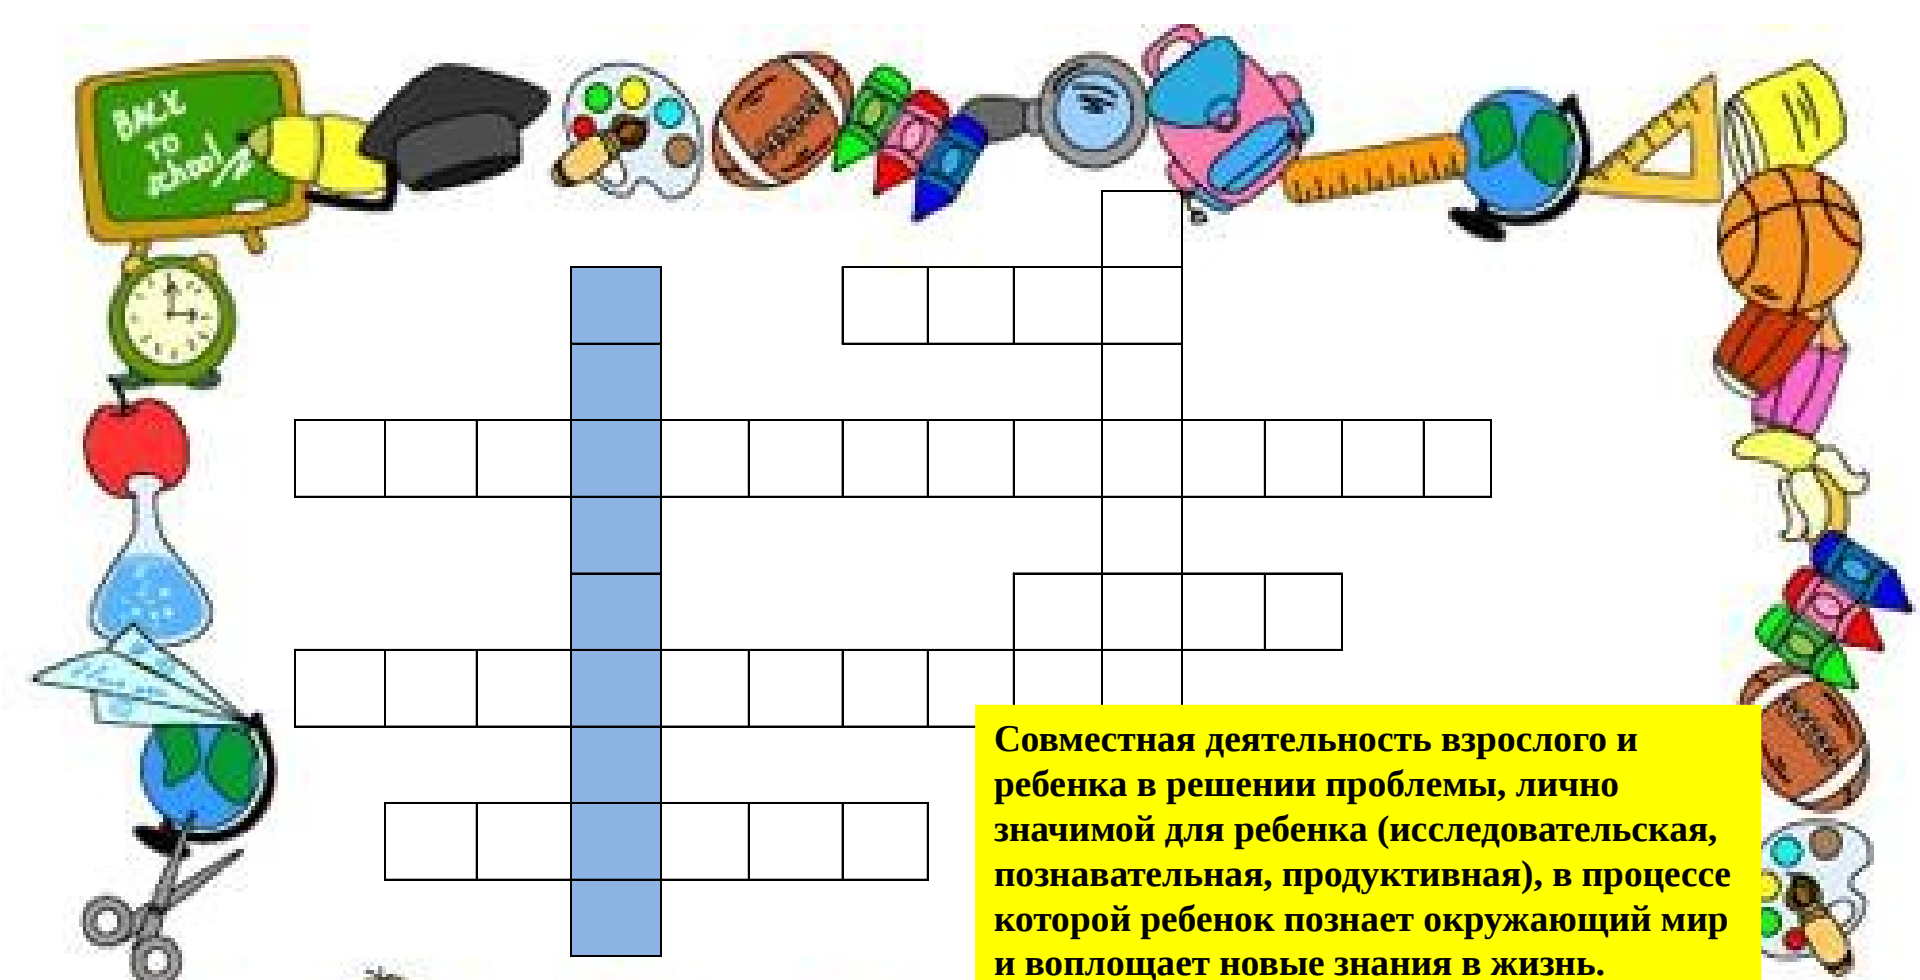 BACK
TO
school
Совместная деятельность взрослого и
ребенка в решении проблемы, лично
значимой для ребенка (исследовательская,
познавательная, продуктивная), в процессе
которой ребенок познает окружающий мир
и воплощает новые знания в жизнь.